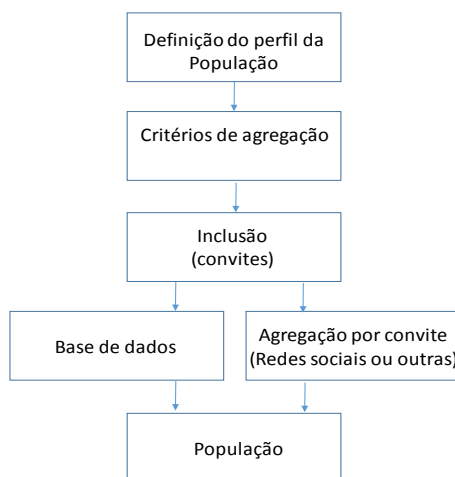 Definição do perfil da
População
Critérios de agregação
Inclusão
(convites)
Base de dados
Agregação por convite
(Redes sociais ou outras)
População